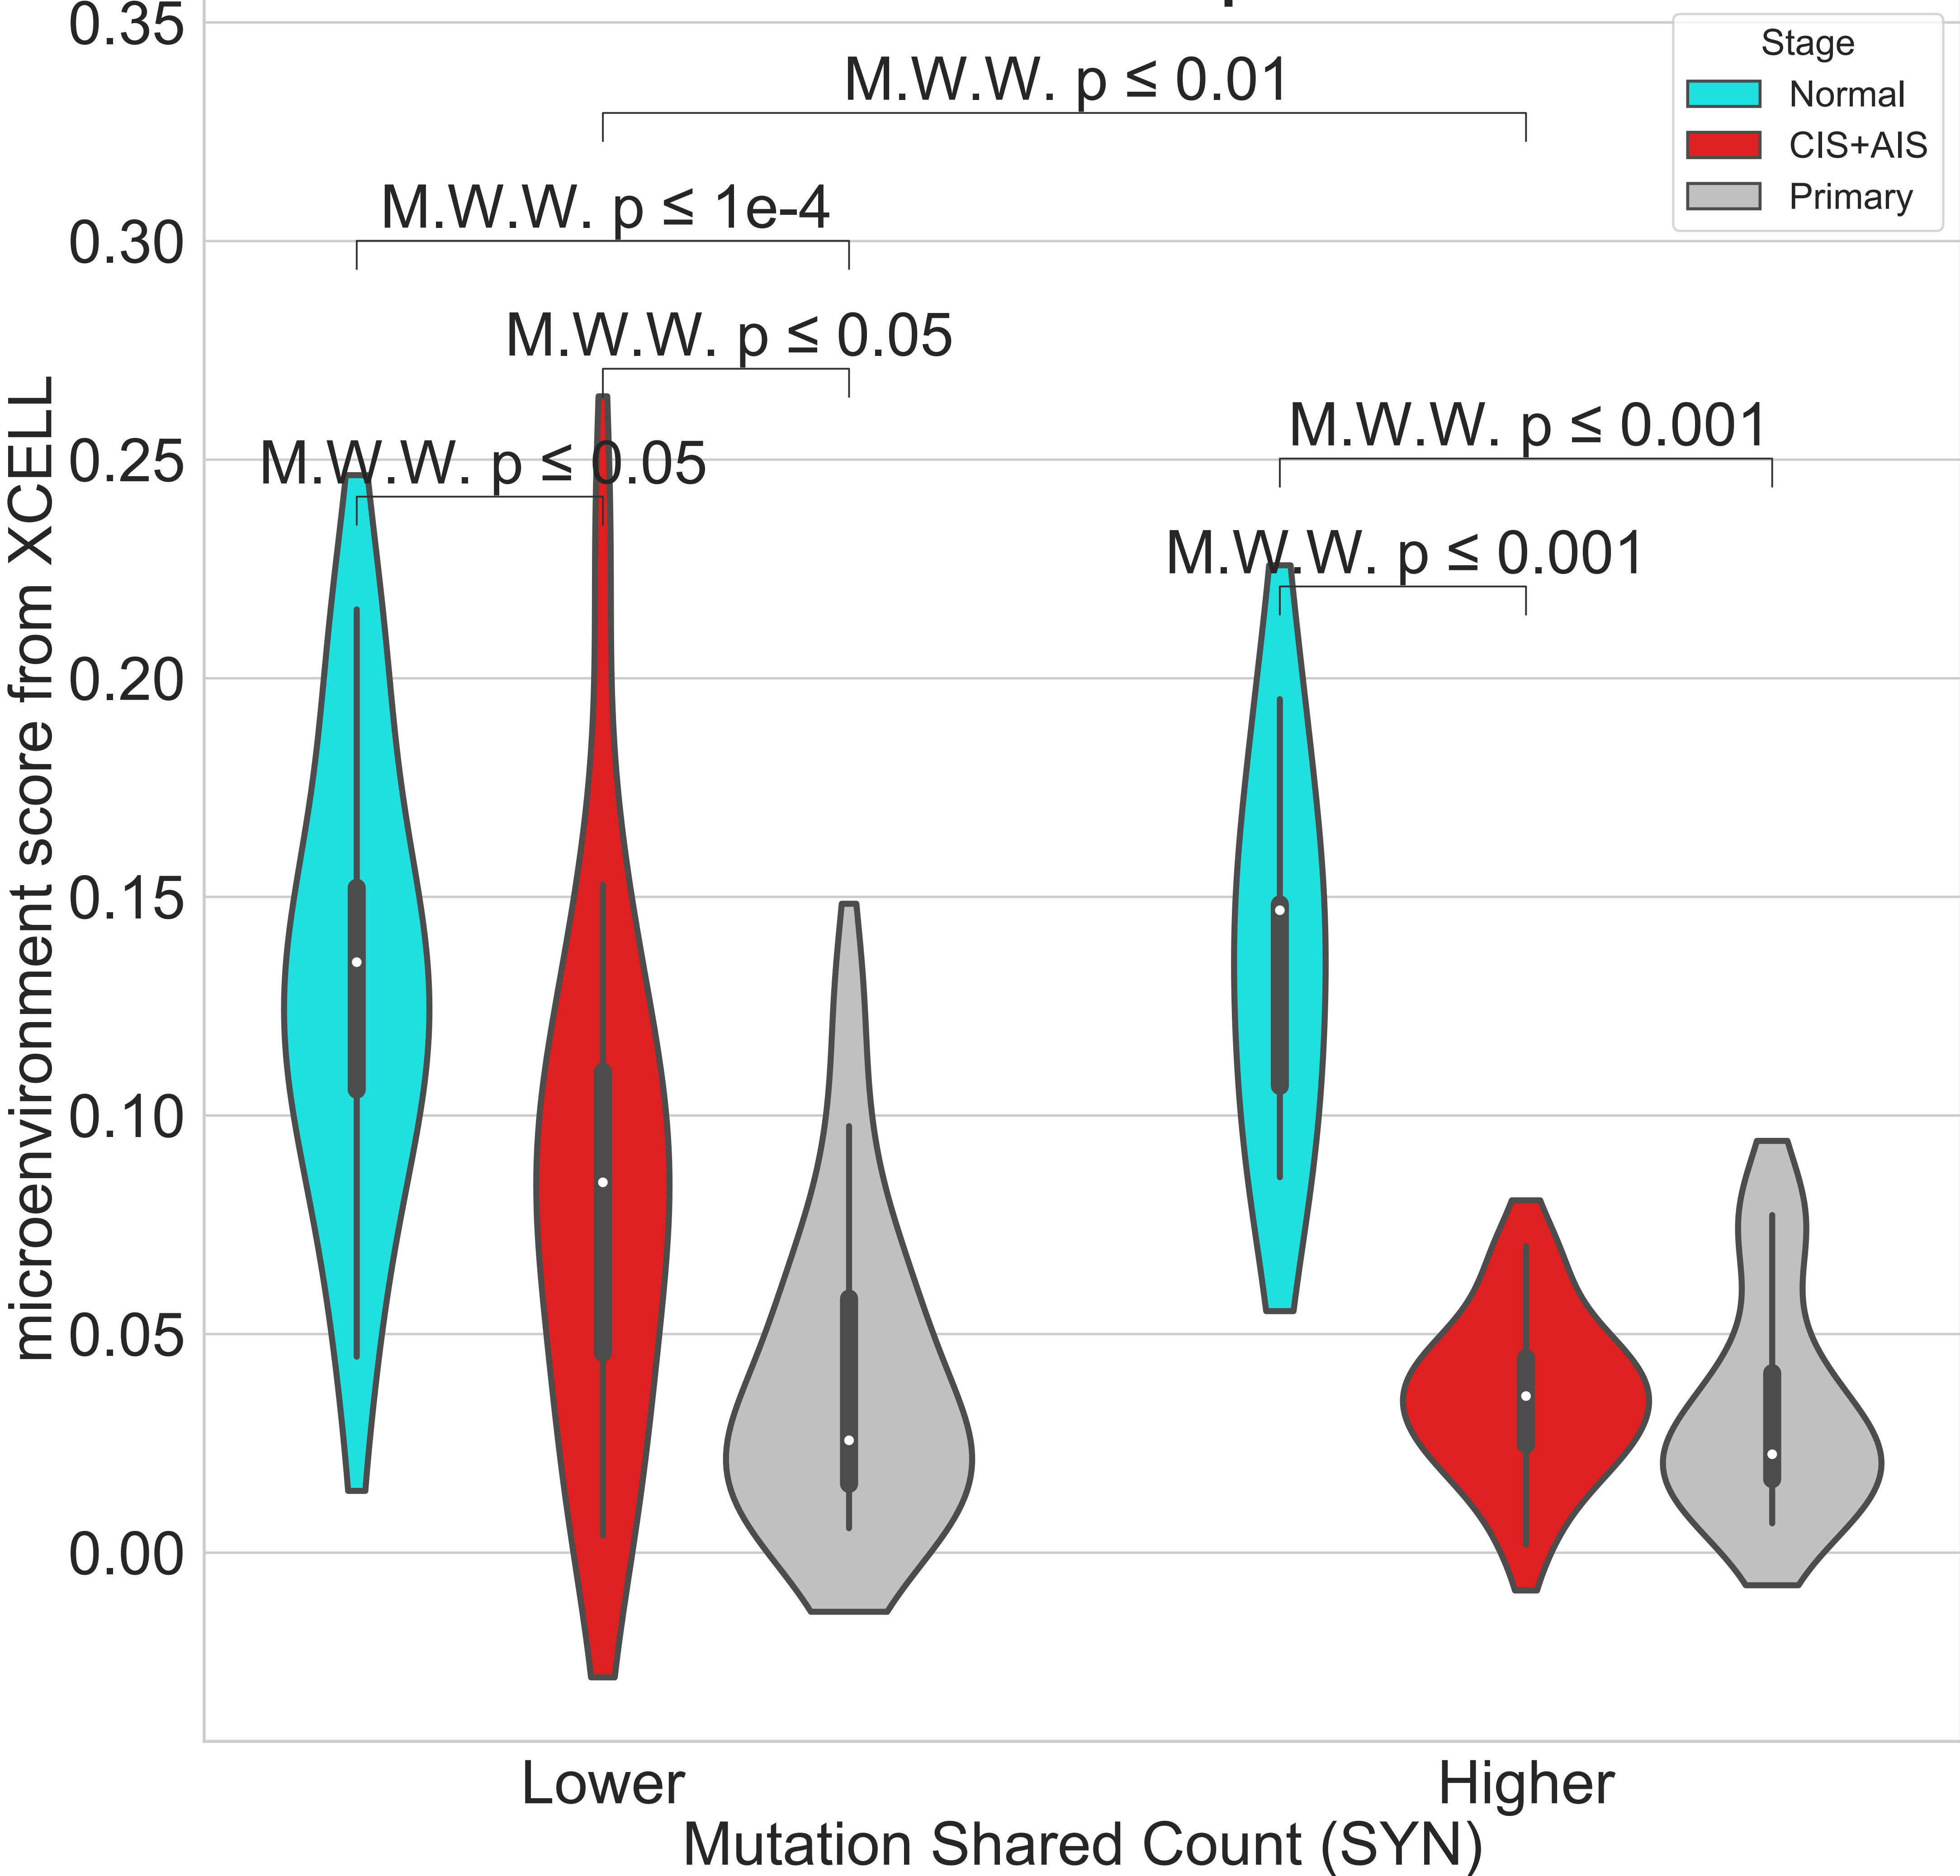 0.35
0.30
0.25
0.20
0.15
0.10
0.05
0.00
microenvironment score from XCELL
Stage
Normal
CIS+AIS
Primary
M.W.W. p ≤ 0.01
M.W.W. p ≤ 1e-4
M.W.W. p ≤ 0.05
M.W.W. p ≤ 0.05
M.W.W. p ≤ 0.001
M.W.W. p ≤ 0.001
Lower
Higher
Mutation Shared Count (SYN)